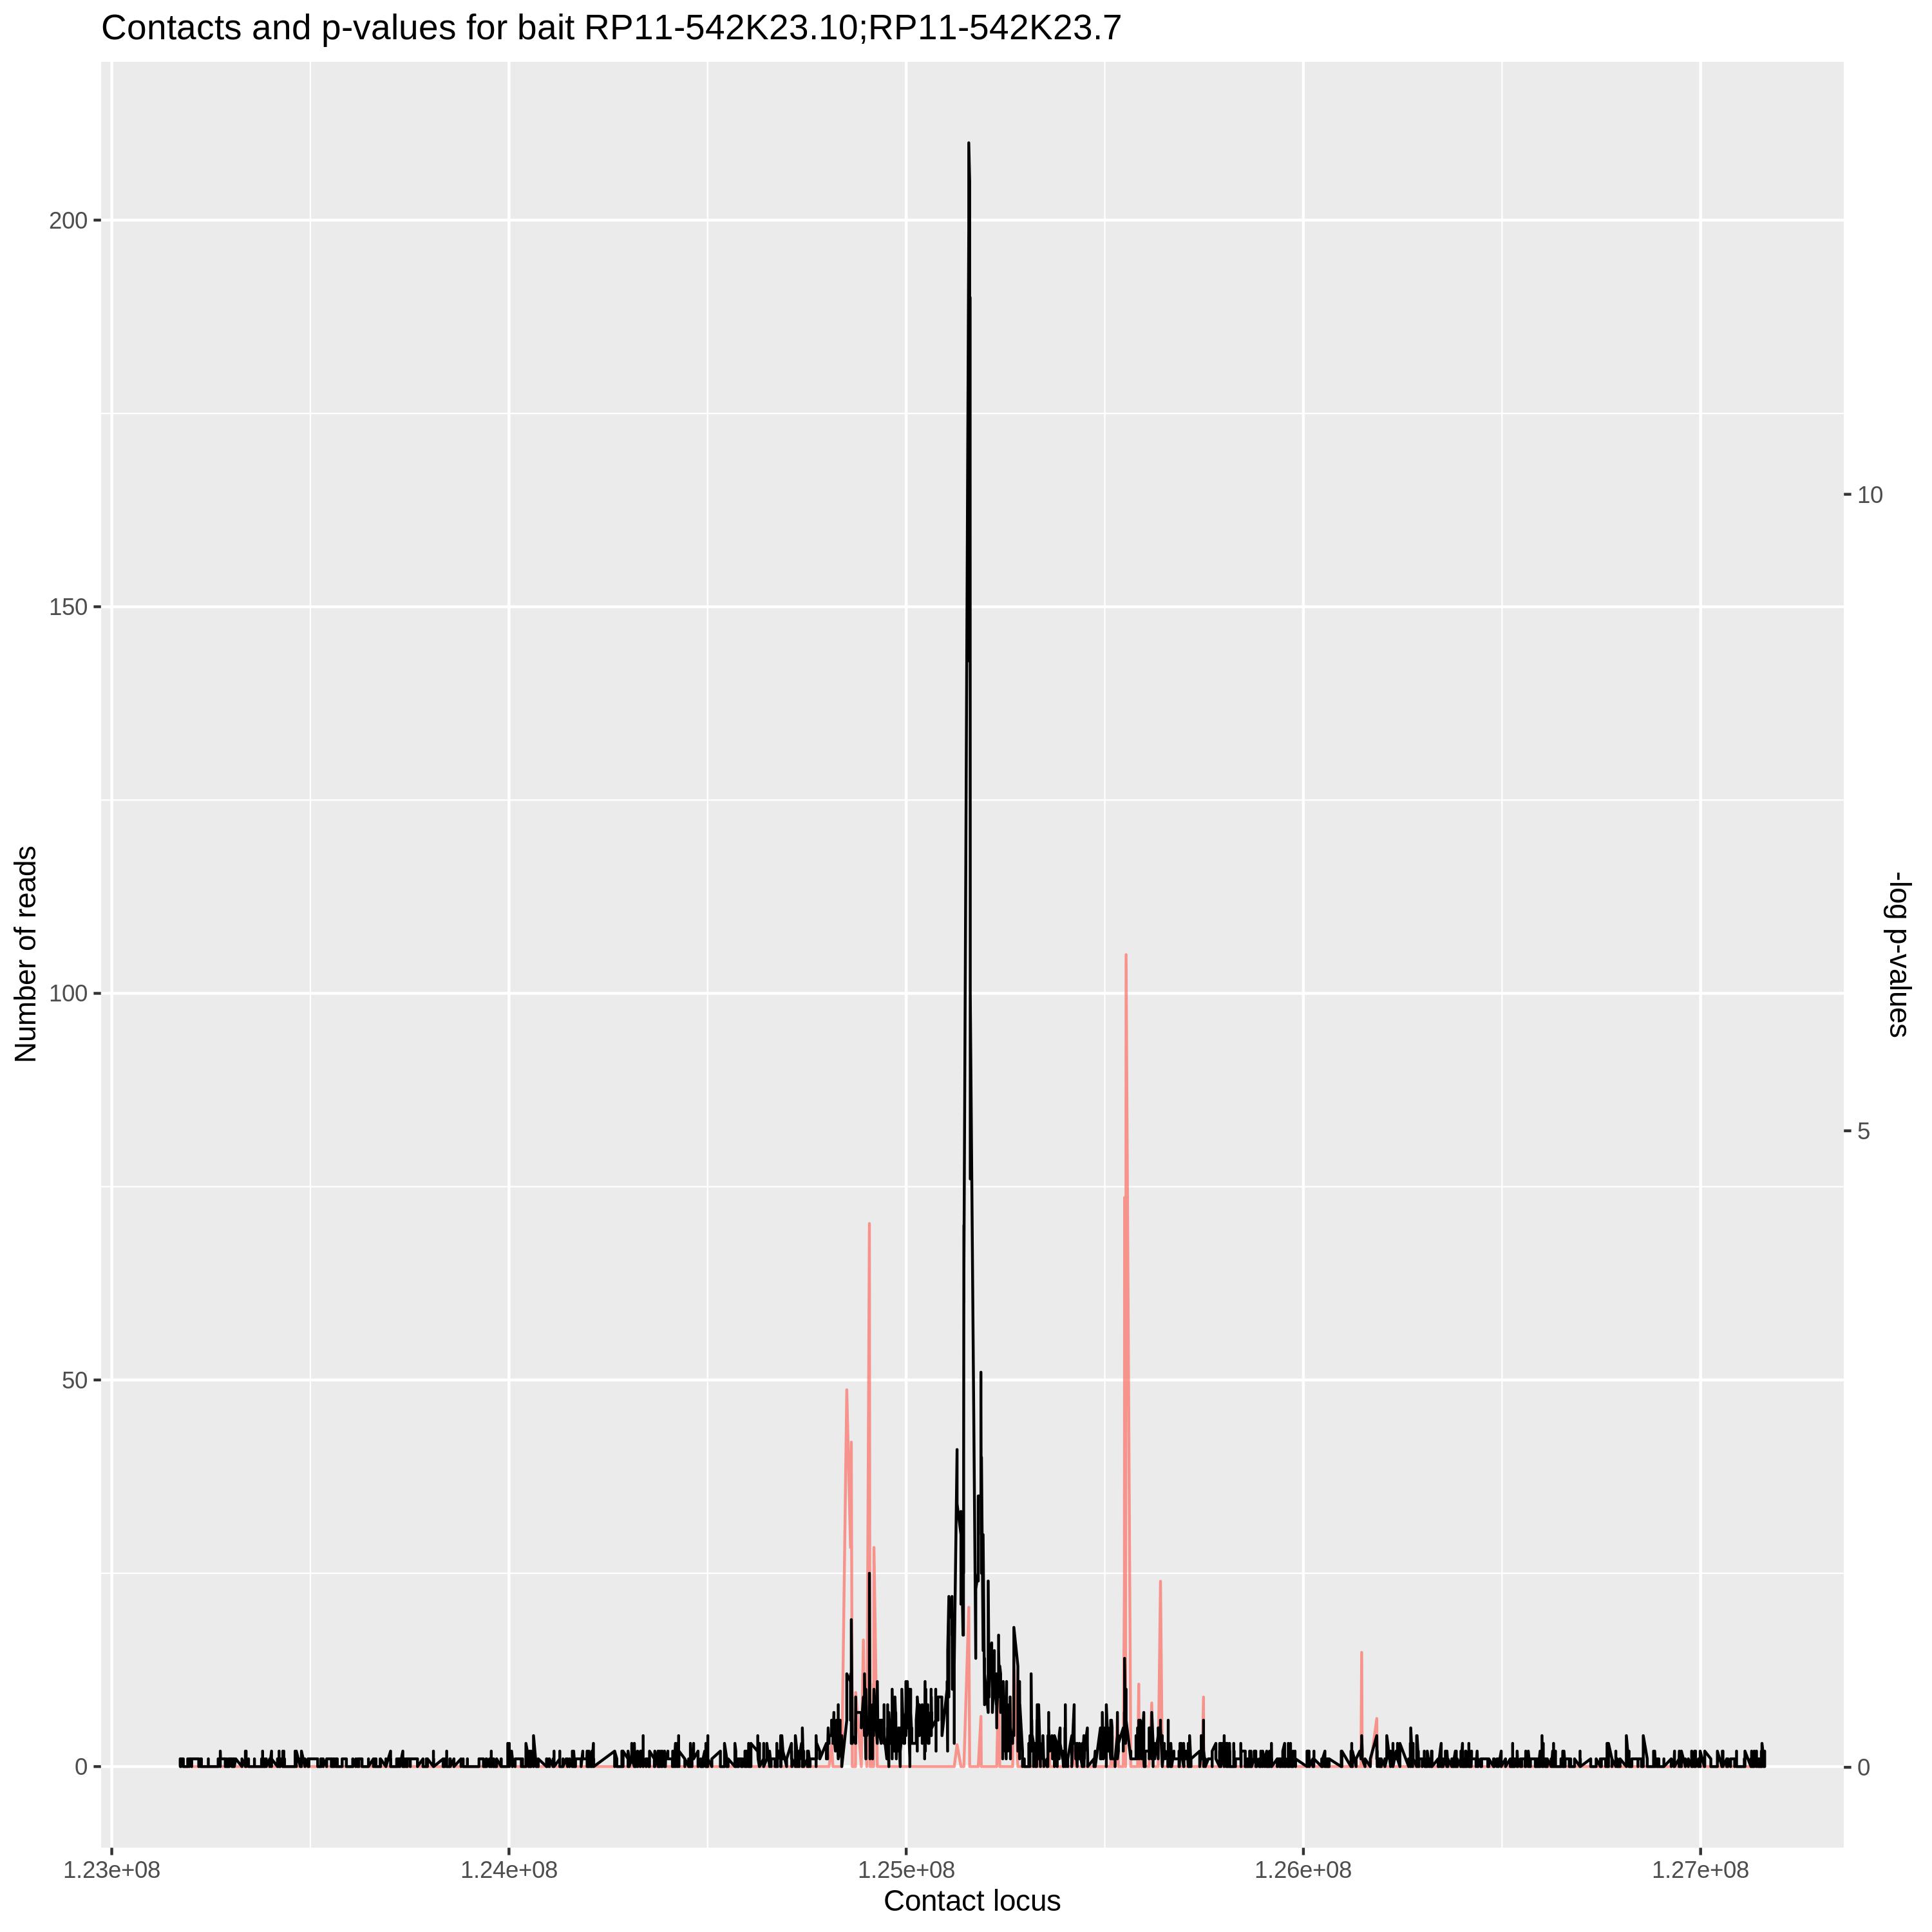 Contacts and p-values for bait RP11-542K23.10;RP11-542K23.7
200
150
100
50
0
Number of reads
10
5
0
-log p-values
1.23e+08
1.24e+08
1.25e+08
1.26e+08
1.27e+08
Contact locus